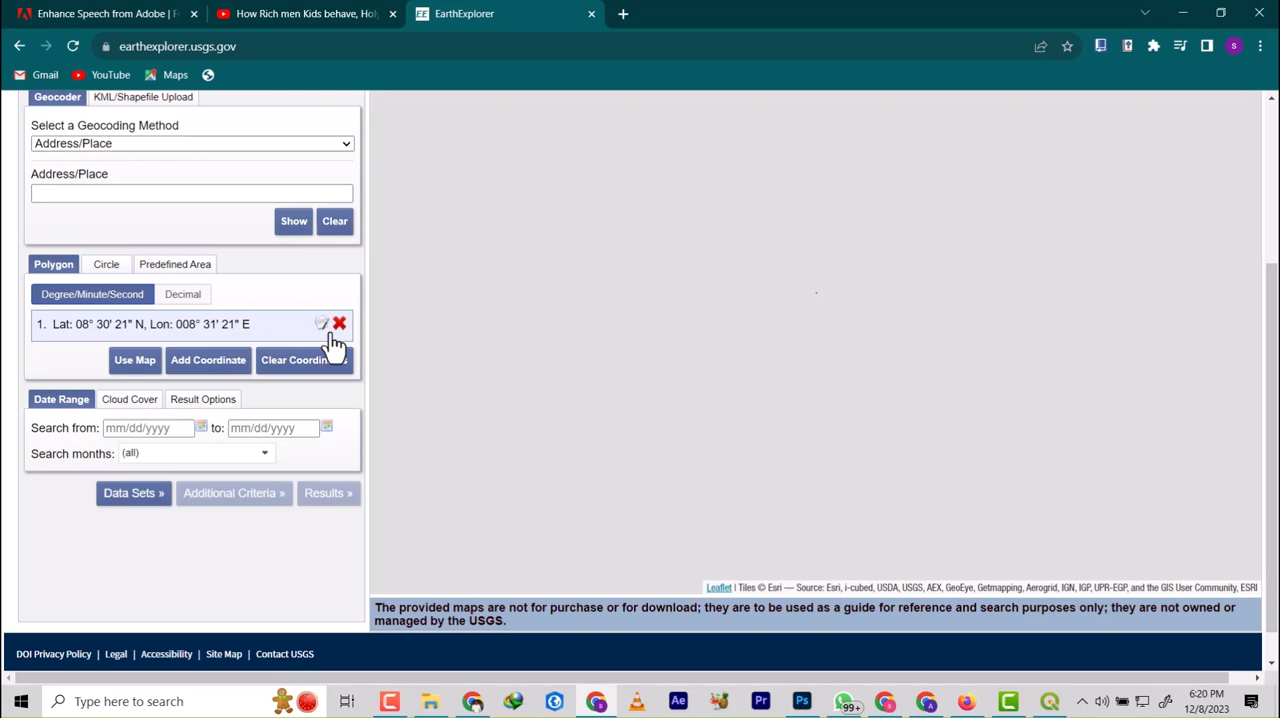 Enhance Speech from Adobe | F
How Rich men Kids behave, Hol
EE EarthExplorer
earthexplorer.usgs.gov
S
Gmail YouTube Maps
Geocoder KML/Shapefile Upload
Select a Geocoding Method
Address/Place
Address/Place
Show Clear
Polygon Circle Predefined Area
Degree/Minute/Second Decimal
1. Lat: 08° 30' 21" N, Lon: 008° 31' 21" E
Use Map Add Coordinate Clear Coordin
Date Range Cloud Cover Result Options
Search from: mm/dd/yyyy to: mm/dd/yyyy
Search months: (all)
Data Sets » Additional Criteria » Results »
Leaflet | Tiles © Esri — Source: Esri, i-cubed, USDA, USGS, AEX, GeoEye, Getmapping, Aerogrid, IGN, IGP, UPR-EGP, and the GIS User Community, ESRI
The provided maps are not for purchase or for download; they are to be used as a guide for reference and search purposes only; they are not owned or
managed by the USGS.
DOI Privacy Policy | Legal | Accessibility | Site Map | Contact USGS
Type here to search
Ae Pr Ps 99+
6:20 PM
12/8/2023